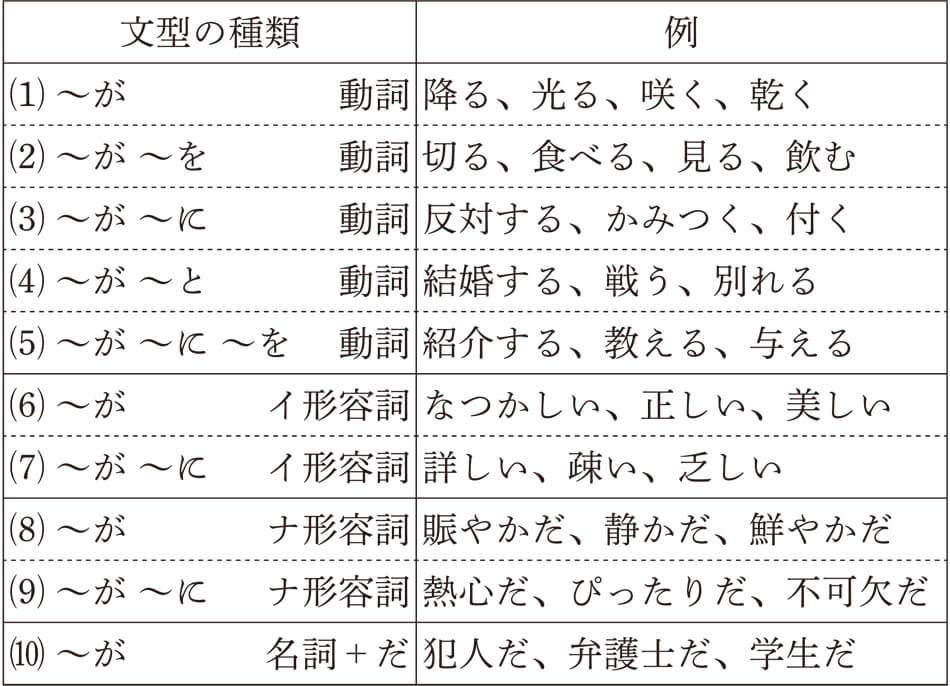 文型の種類 例
(1) ～が 動詞 降る、光る、咲く、乾く
(2) ～が ～を 動詞 切る、食べる、見る、飲む
(3) ～が ～に 動詞 反対する、かみつく、付く
(4) ～が ～と 動詞 結婚する、戦う、別れる
(5) ～が ～に ～を 動詞 紹介する、教える、与える
(6) ～が イ形容詞 なつかしい、正しい、美しい
(7) ～が ～に イ形容詞 詳しい、疎い、乏しい
(8) ～が ナ形容詞 賑やかだ、静かだ、鮮やかだ
(9) ～が ～に ナ形容詞 熱心だ、ぴったりだ、不可欠だ
(10) ～が 名詞+だ 犯人だ、弁護士だ、学生だ